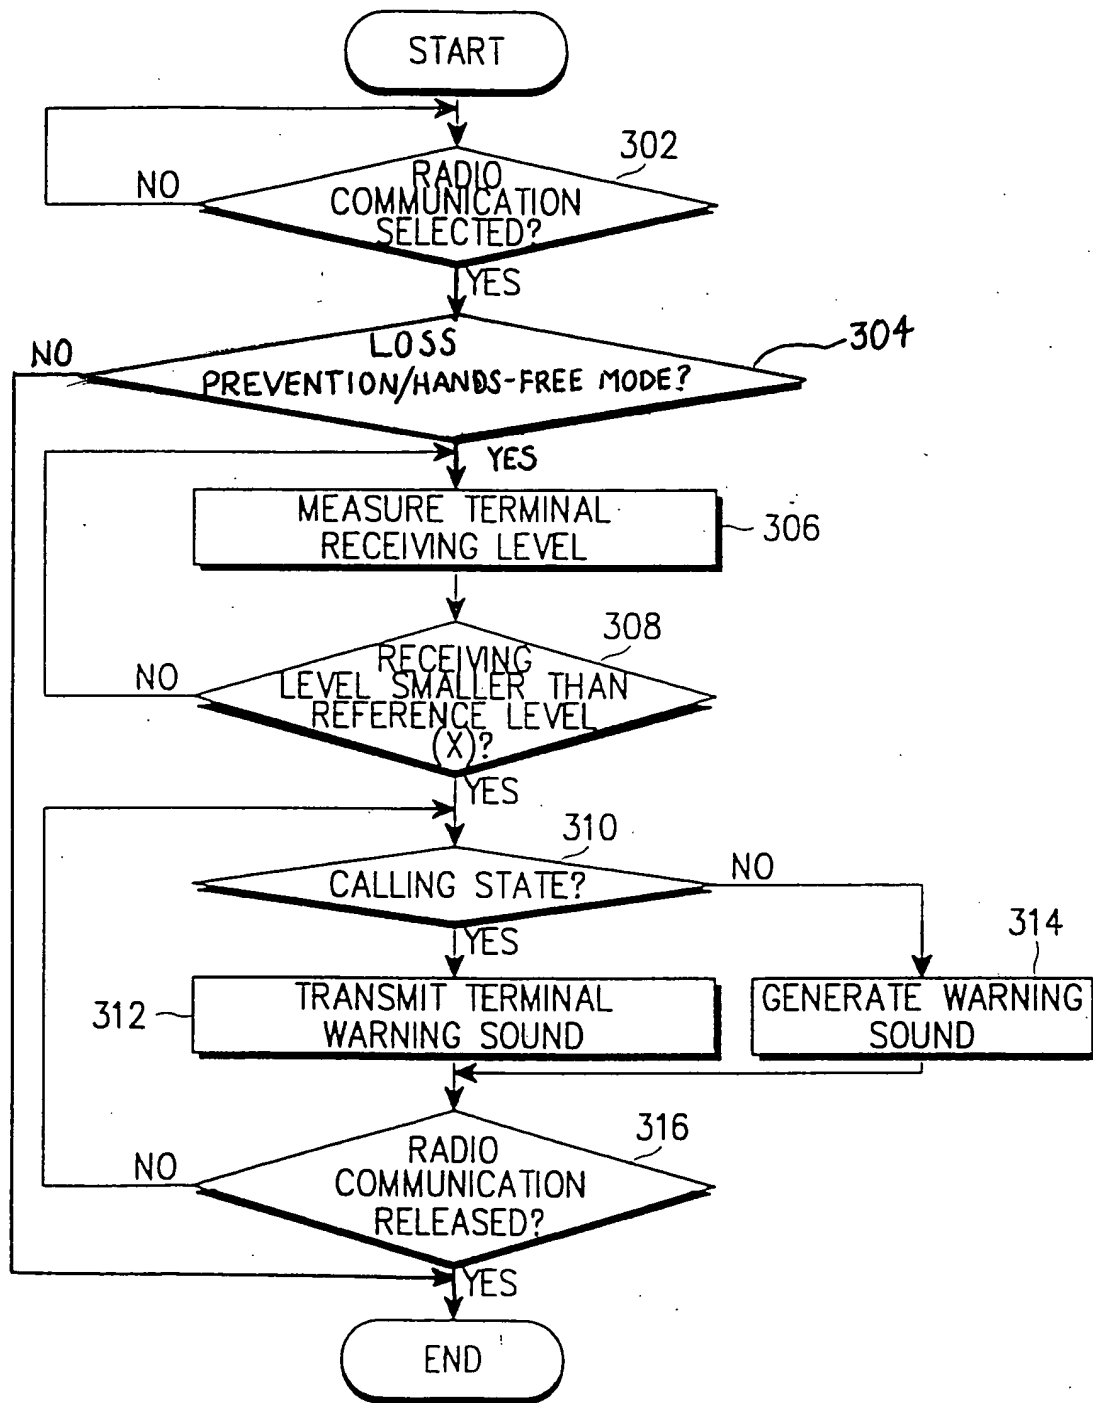 START
302
NO
RADIO
COMMUNICATION
SELECTED?
YES
304
NO
LOSS
PREVENTION/HANDS-FREE MODE?
YES
MEASURE TERMINAL
RECEIVING LEVEL
306
308
NO
RECEIVING
LEVEL SMALLER THAN
REFERENCE LEVEL
(X)?
YES
310
CALLING STATE?
NO
YES
314
312
TRANSMIT TERMINAL
WARNING SOUND
GENERATE WARNING
SOUND
316
NO
RADIO
COMMUNICATION
RELEASED?
YES
END